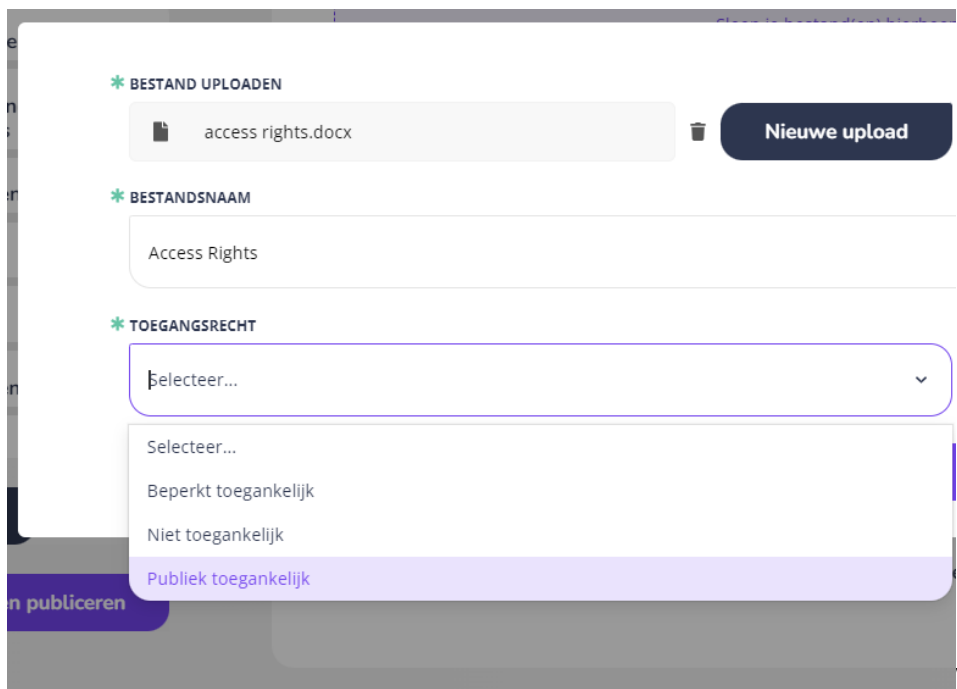 ✱ BESTAND UPLOADEN
access rights.docx
Nieuwe upload
✱ BESTANDSNAAM
Access Rights
✱ TOEGANGSRECHT
Selecteer...
Selecteer...
Beperkt toegankelijk
Niet toegankelijk
Publiek toegankelijk
publiceren